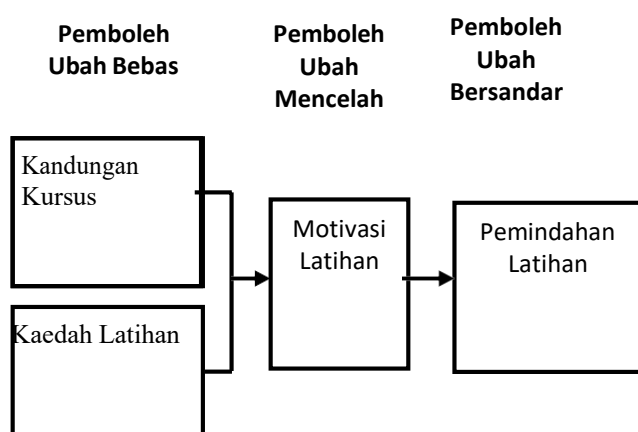 Pemboleh
Ubah Bebas
Pemboleh
Ubah
Mencelah
Pemboleh
Ubah
Bersandar
Kandungan
Kursus
Kaedah Latihan
Motivasi
Latihan
Pemindahan
Latihan